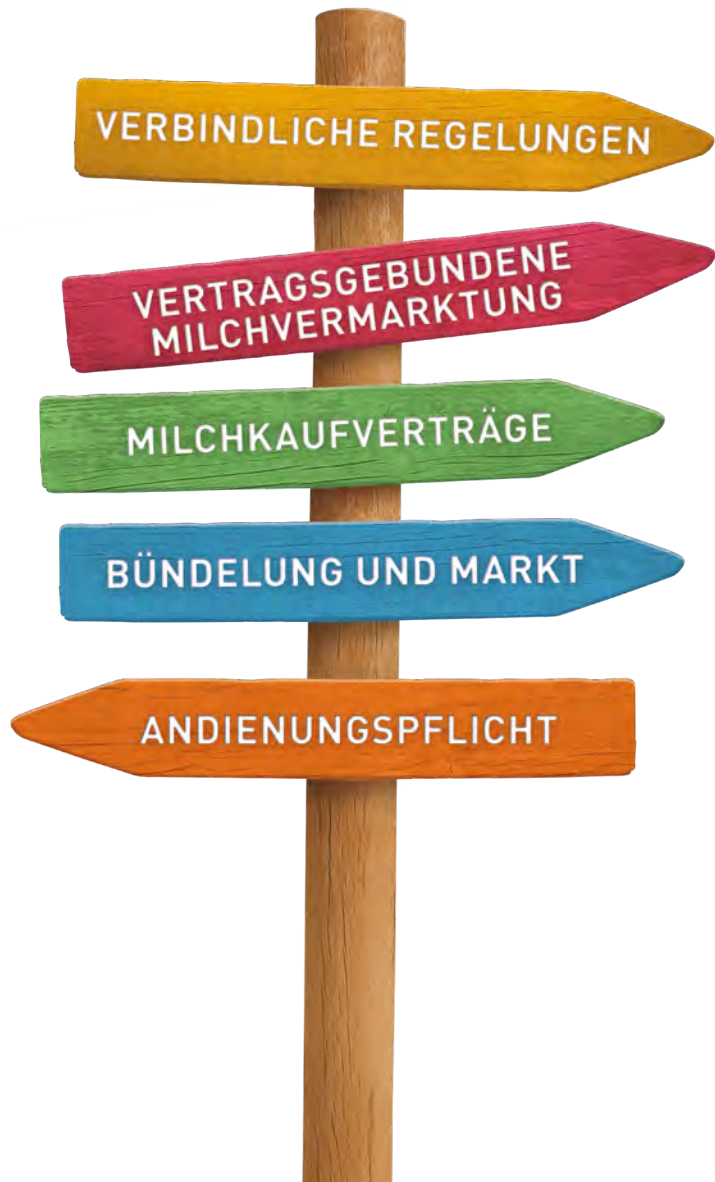 VERBINDLICHE REGELUNGEN
VERTRAGSGEBUNDENE
MILCHVERMARKTUNG
MILCHKAUFVERTRÄGE
BÜNDELUNG UND MARKT
ANDIENUNGSPFLICHT